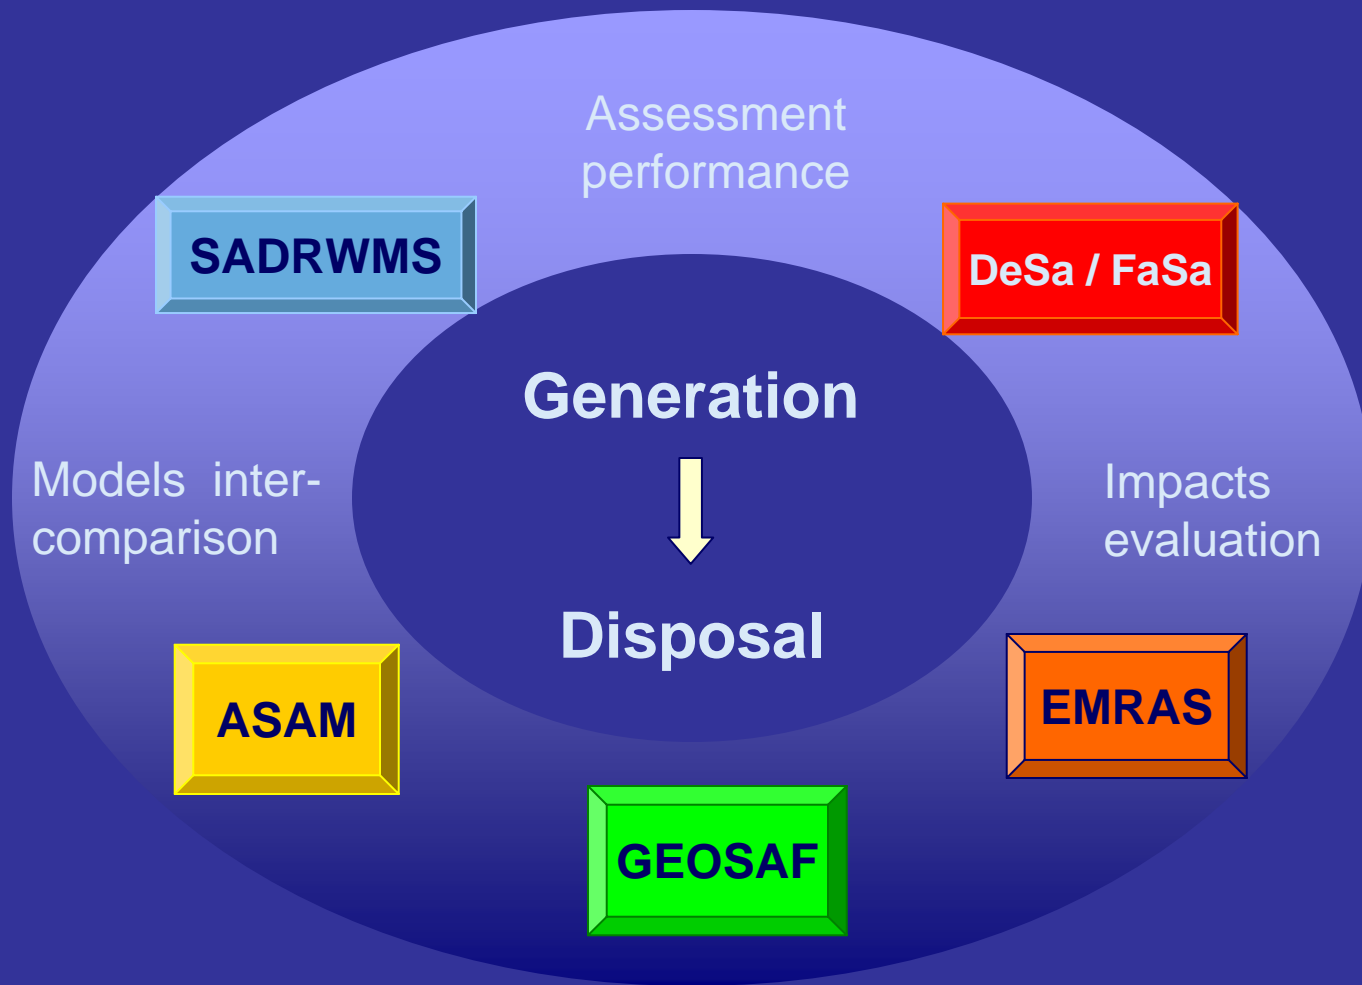 Assessment
performance
SADRWMS
DeSa / FaSa
Generation
Models inter-
comparison
Impacts
evaluation
Disposal
ASAM
EMRAS
GEOSAF